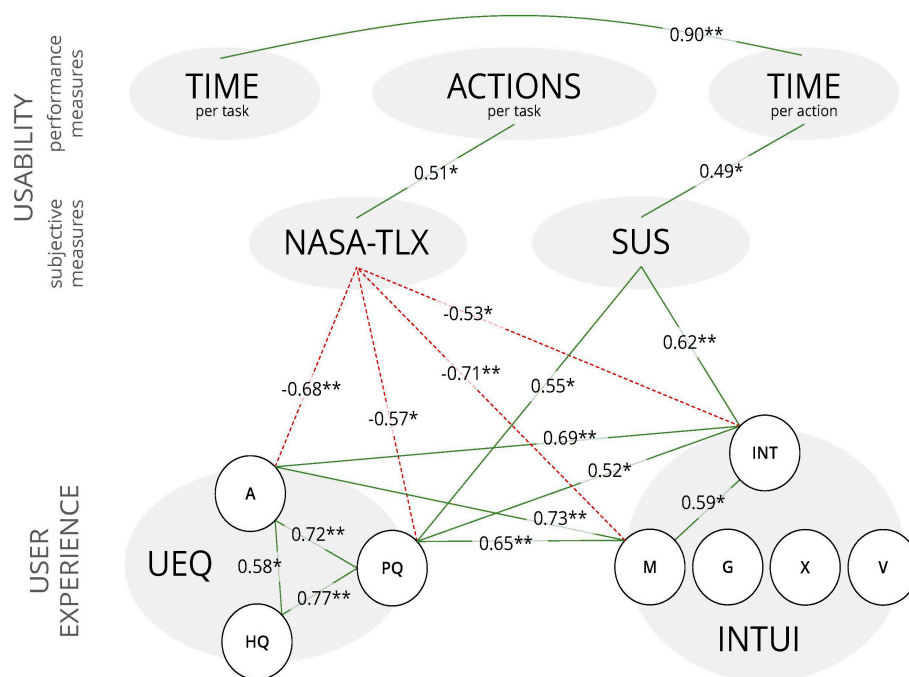 0.90**
TIME
per task
ACTIONS
per task
TIME
per action
USABILITY
performance
measures
0.51*
0.49*
subjective
measures
NASA-TLX
SUS
-0.53*
0.62**
-0.68**
-0.71**
0.55*
-0.57*
0.69**
INT
0.52*
A
0.59*
0.72**
0.73**
0.65**
USER
EXPERIENCE
UEQ
0.58*
PQ
M
G
X
V
0.77**
HQ
INTUI